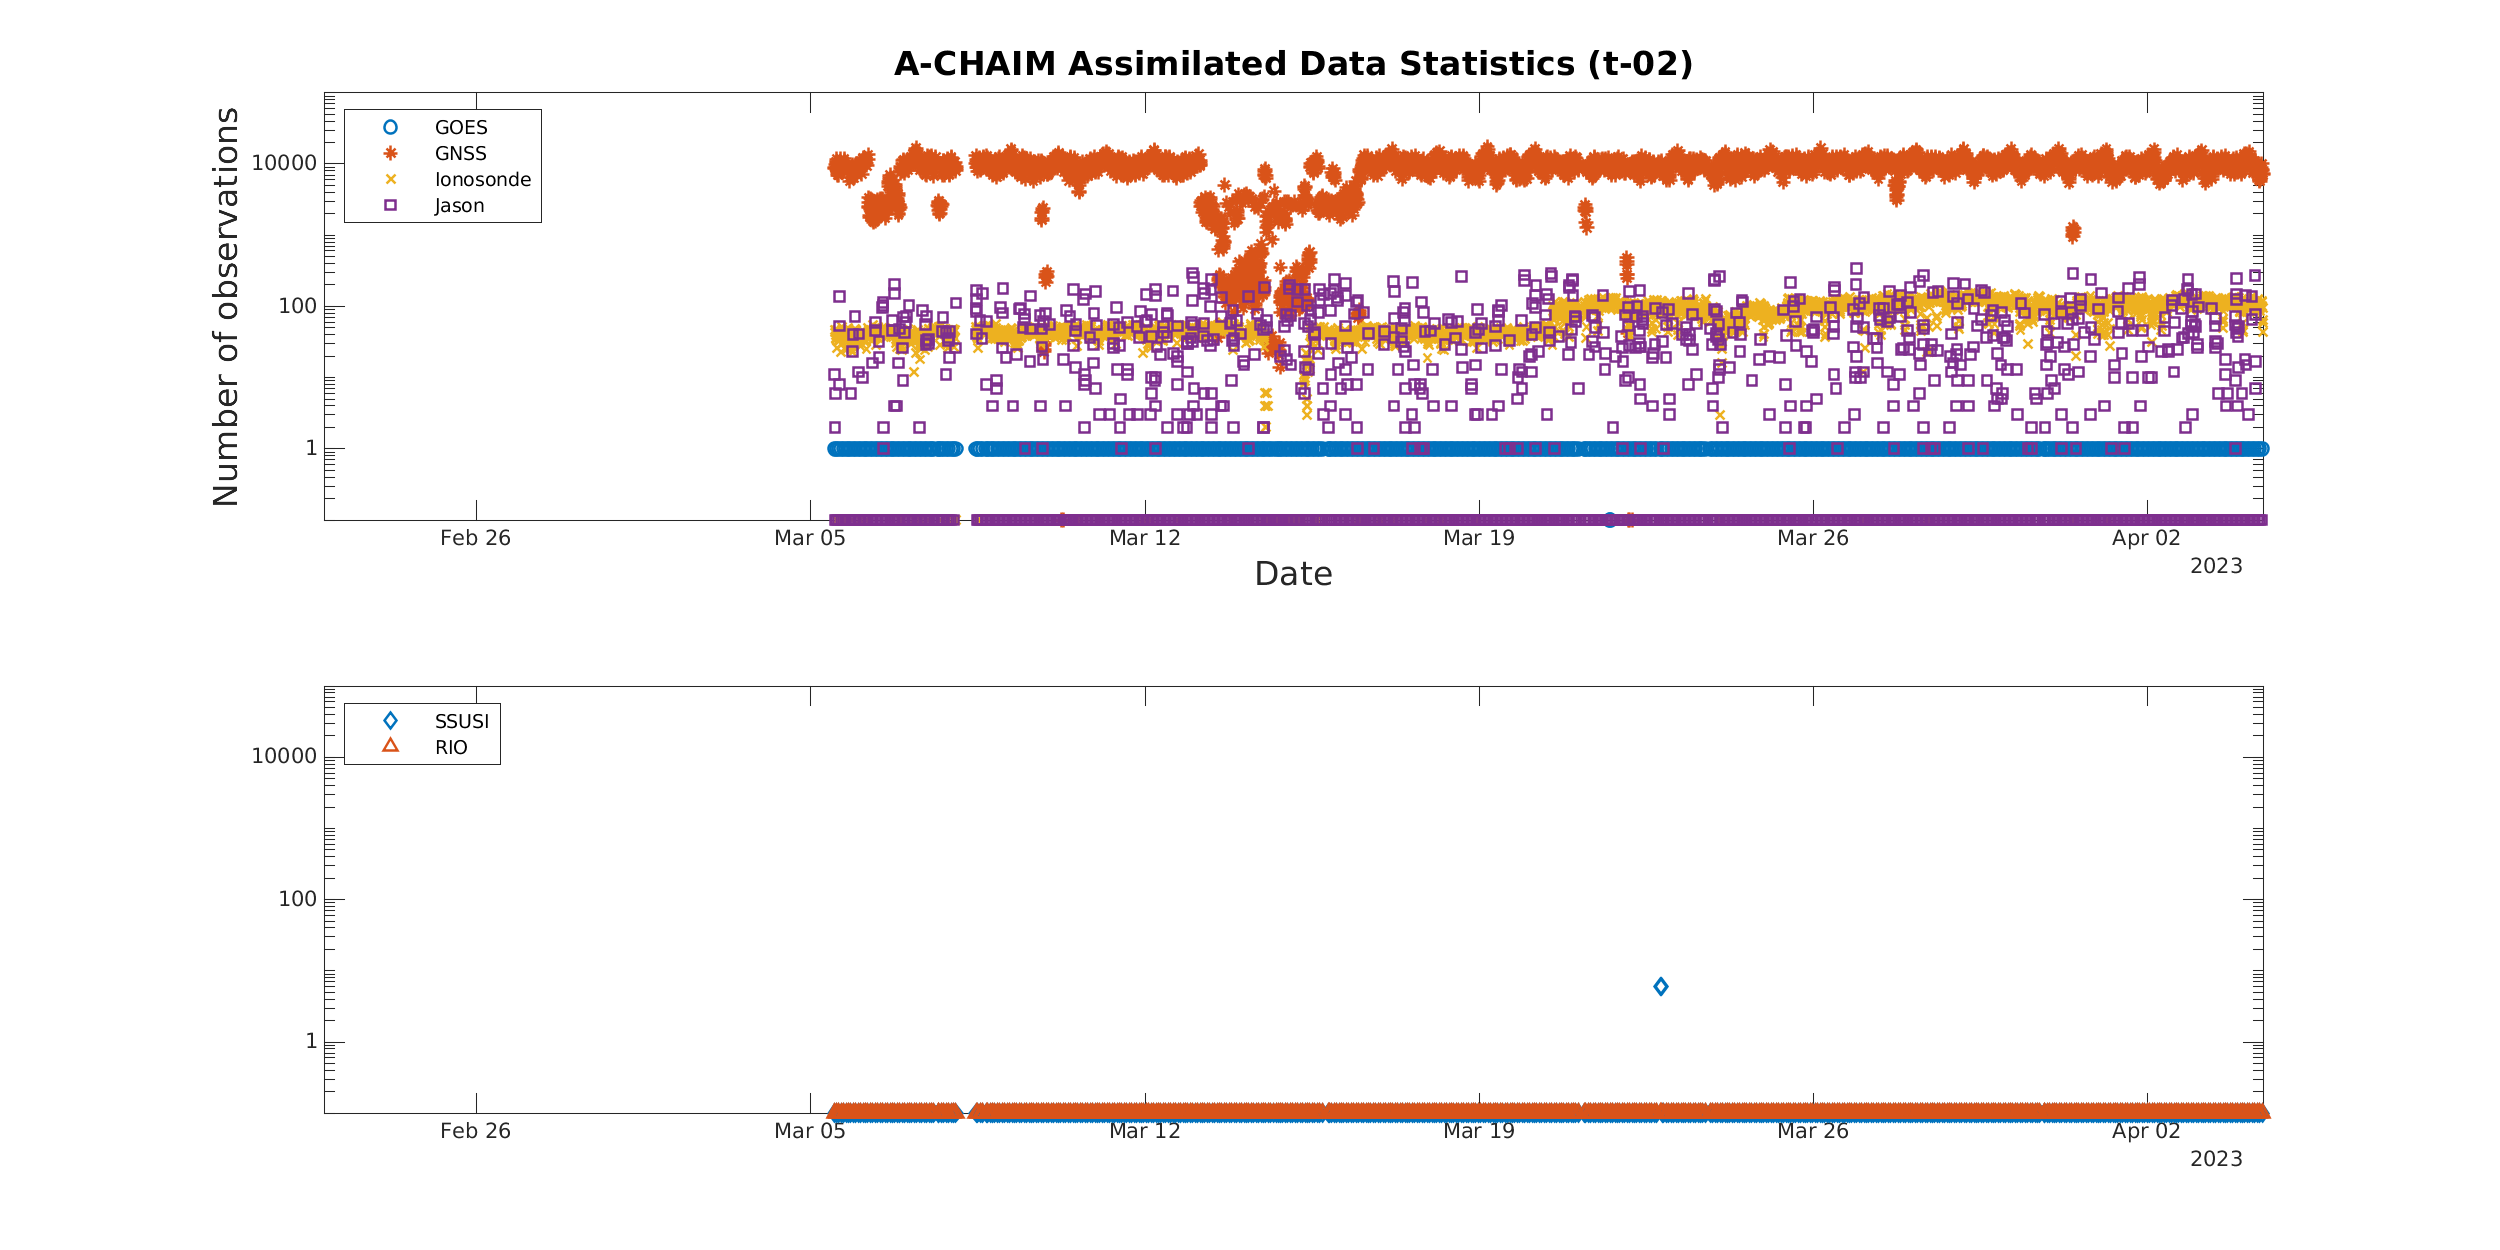 A-CHAIM Assimilated Data Statistics (t-02)
Number of observations
10000
100
1
GOES
GNSS
Ionosonde
Jason
Feb 26 Mar 05 Mar 12 Mar 19 Mar 26 Apr 02
2023
Date
10000
100
1
SSUSI
RIO
Feb 26 Mar 05 Mar 12 Mar 19 Mar 26 Apr 02
2023